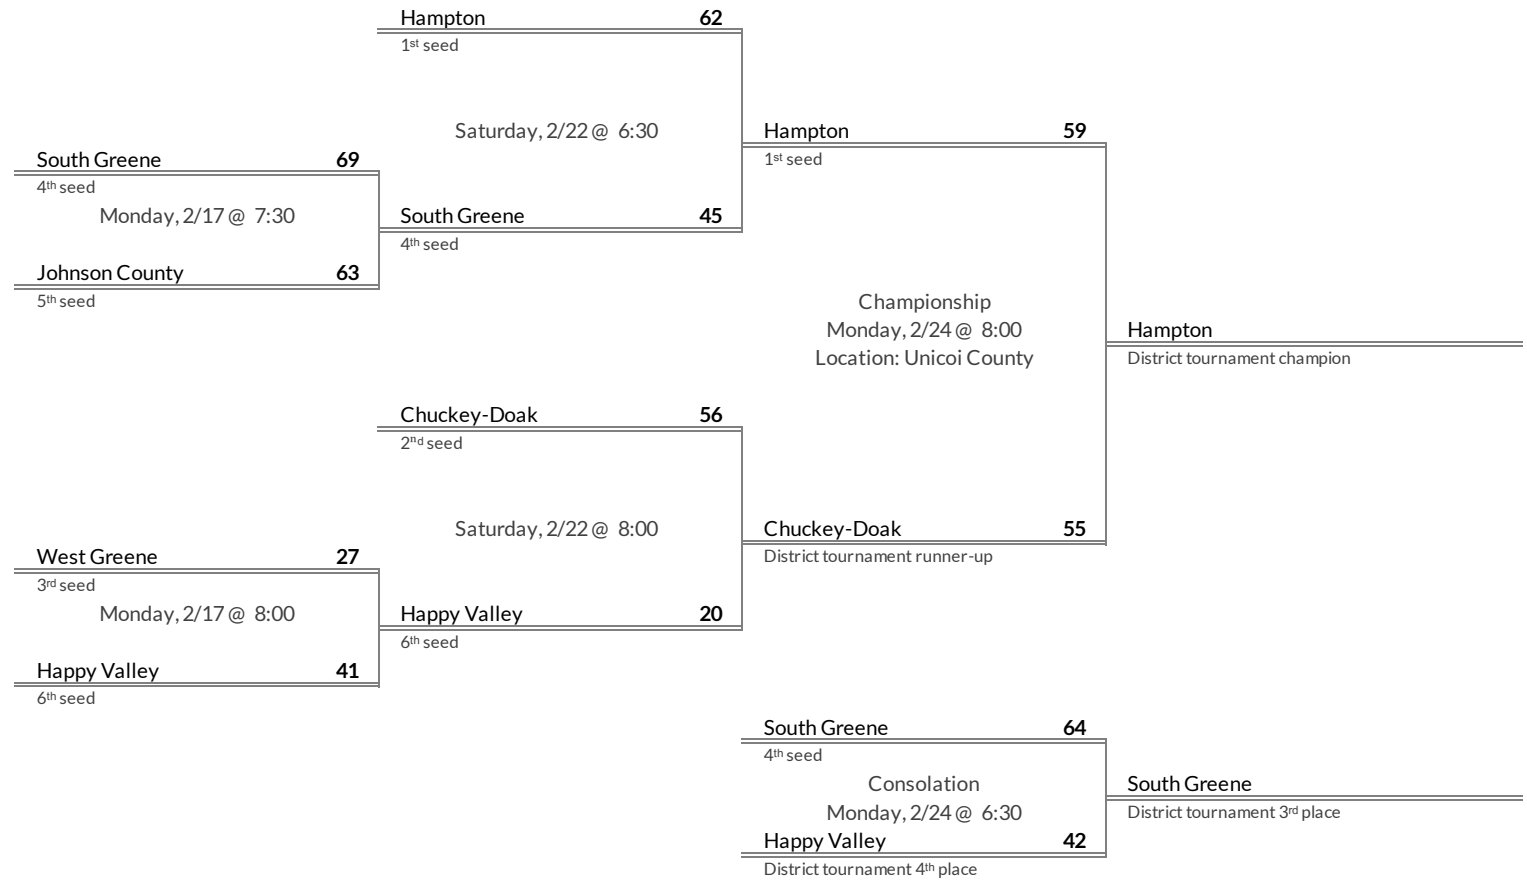 Hampton 62
1st seed
Saturday, 2/22 @ 6:30
Hampton 59
1st seed
South Greene 69
4th seed
Monday, 2/17 @ 7:30
South Greene 45
4th seed
Johnson County 63
5th seed
Championship
Monday, 2/24 @ 8:00
Location: Unicoi County
Hampton
District tournament champion
Chuckey-Doak 56
2nd seed
Saturday, 2/22 @ 8:00
Chuckey-Doak 55
District tournament runner-up
West Greene 27
3rd seed
Monday, 2/17 @ 8:00
Happy Valley 20
6th seed
Happy Valley 41
6th seed
South Greene 64
4th seed
Consolation
Monday, 2/24 @ 6:30
South Greene
District tournament 3rd place
Happy Valley 42
District tournament 4th place